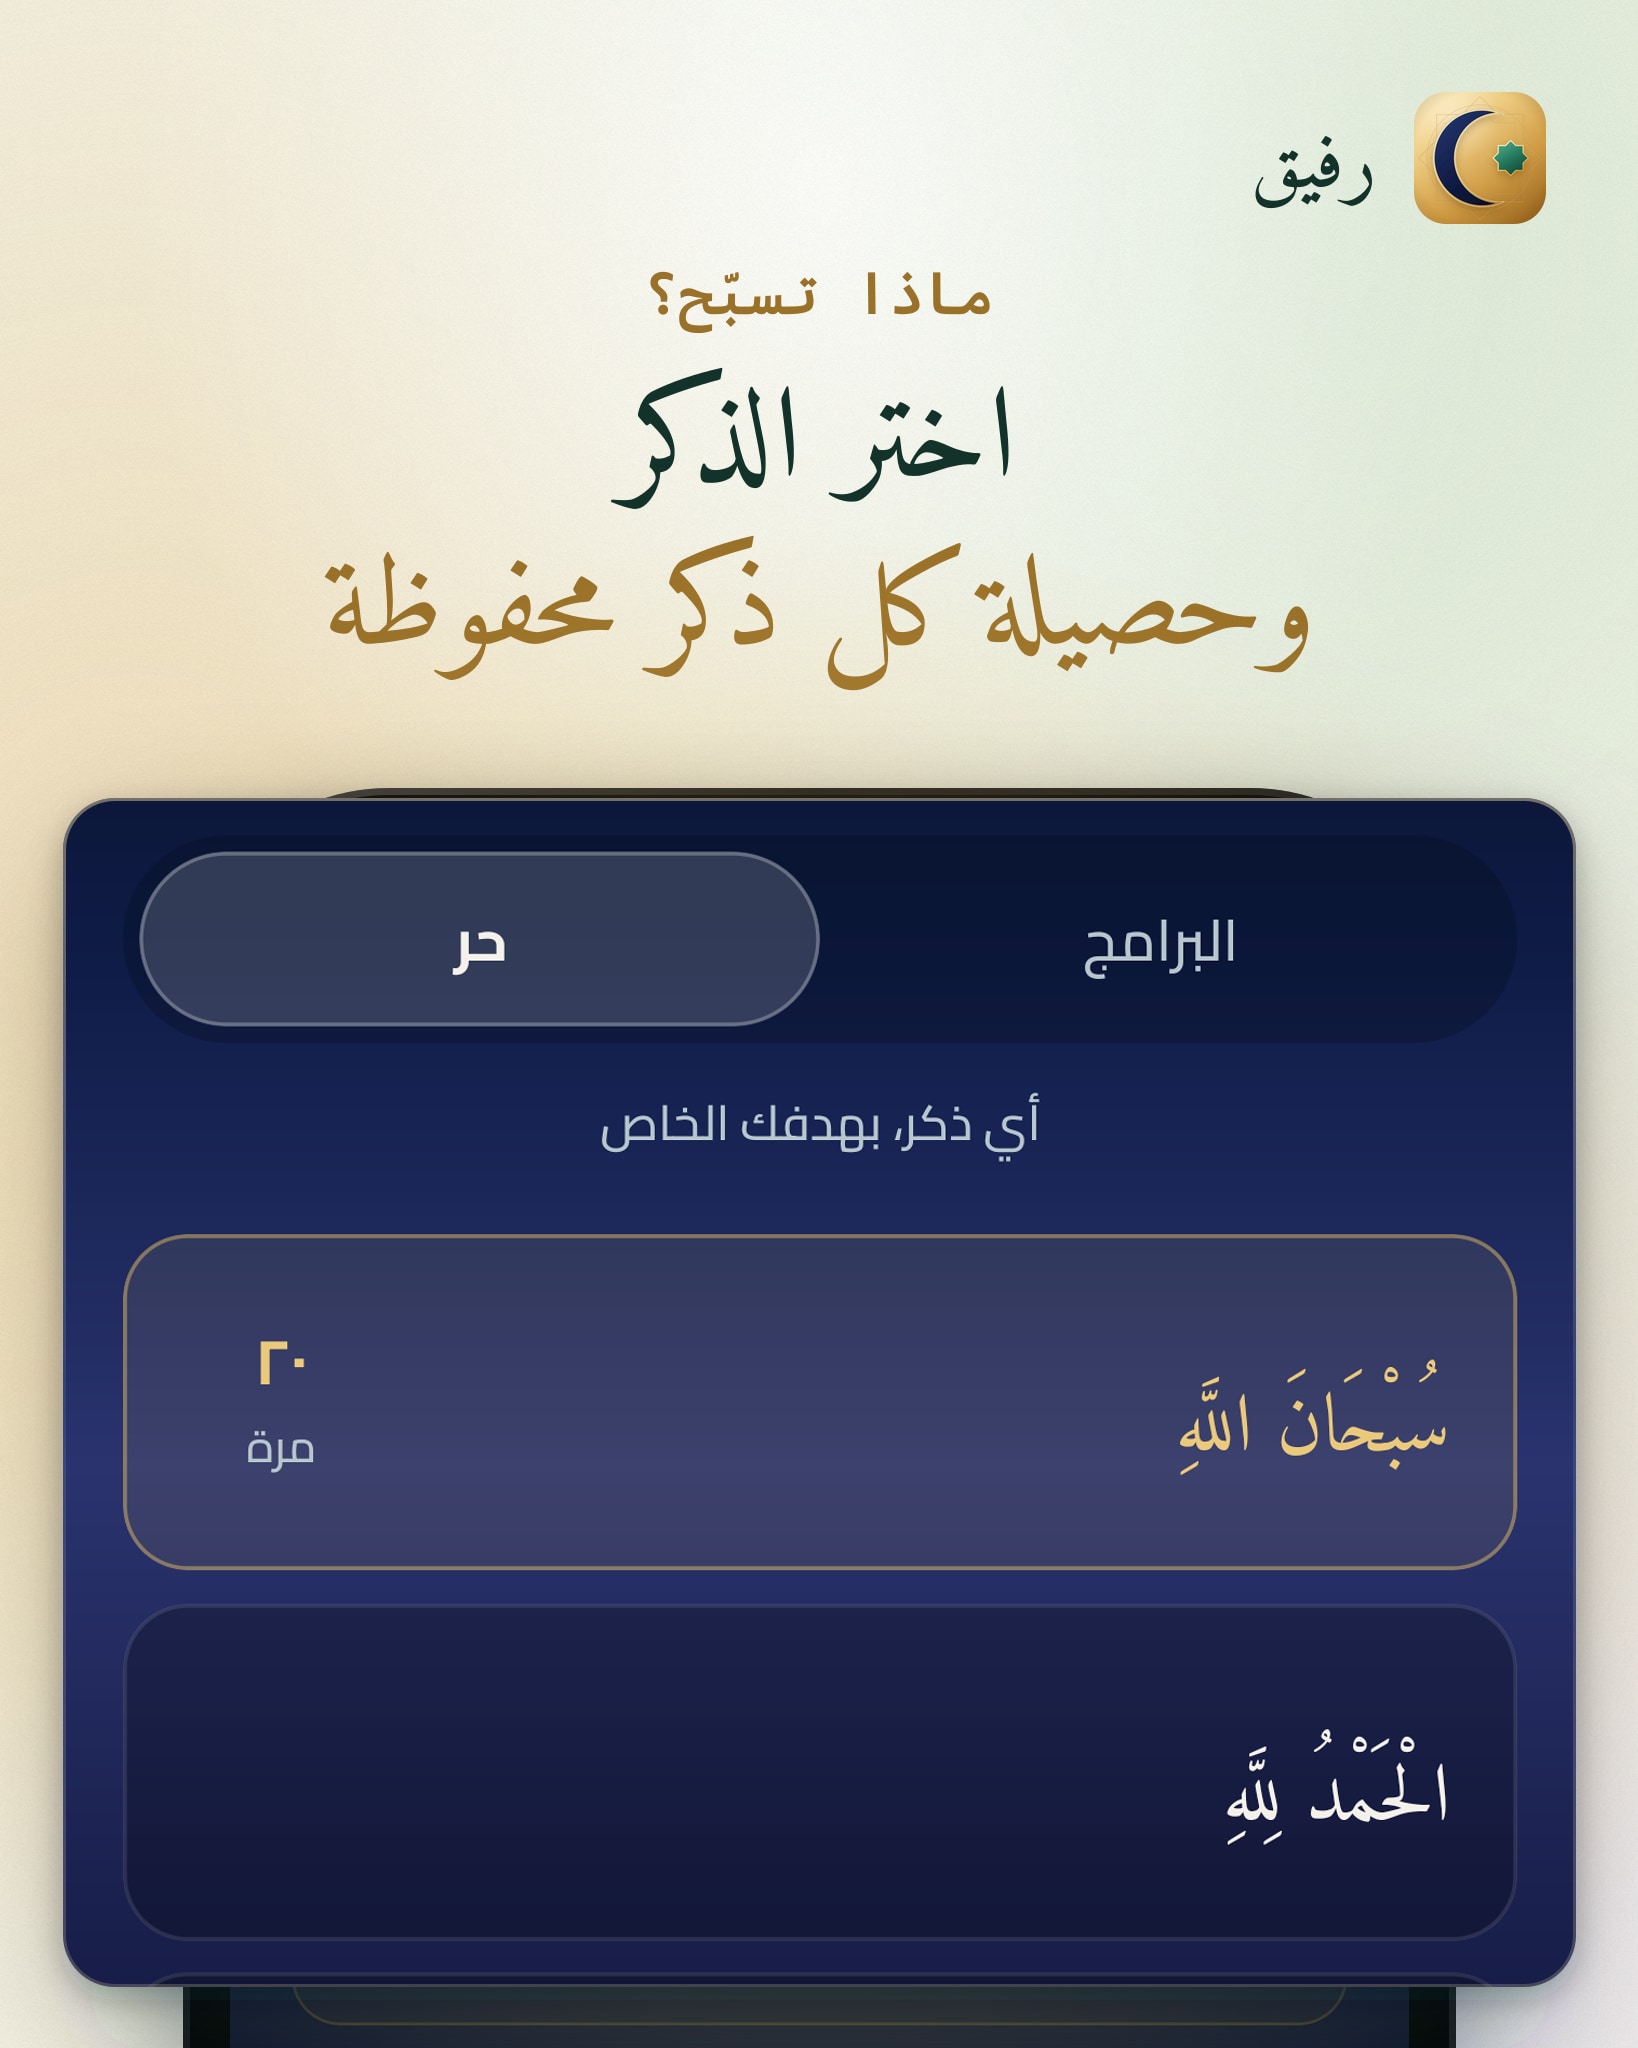 رفيق
ماذا تسبّح؟
اختر الذكر
وحصيلة كل ذكر محفوظة
البرامج
حر
أي ذكر، بهدفك الخاص
سُبْحَانَ اللَّهِ
٢٠
مرة
الْحَمْدُ لِلَّهِ